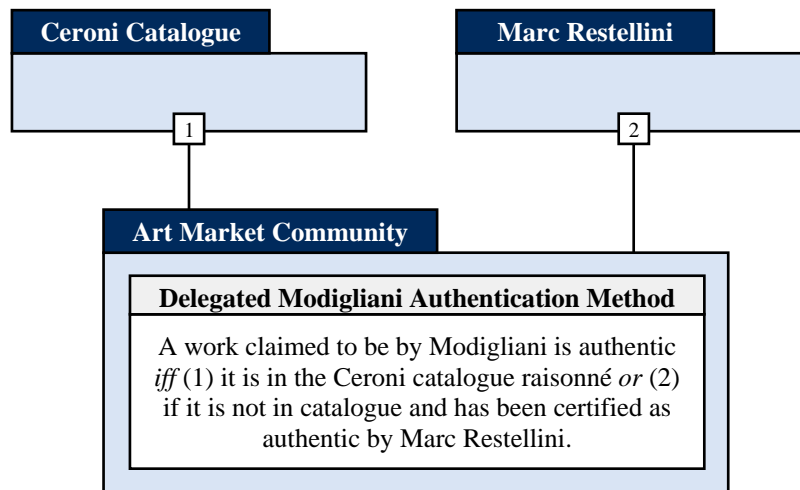 Ceroni Catalogue
Marc Restellini
1
2
Art Market Community
Delegated Modigliani Authentication Method
A work claimed to be by Modigliani is authentic
iff (1) it is in the Ceroni catalogue raisonné or (2)
if it is not in catalogue and has been certified as
authentic by Marc Restellini.